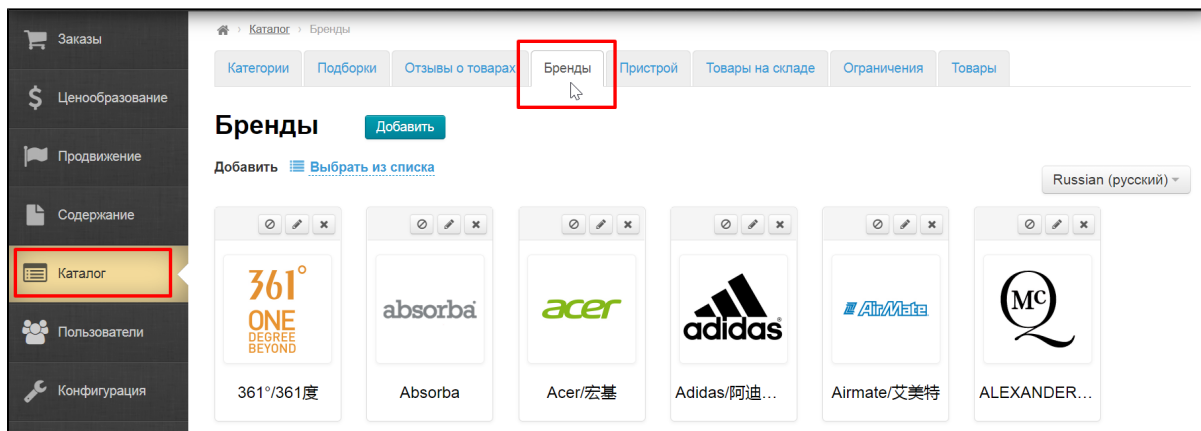 Заказы
Ценообразование
Продвижение
Содержание
Каталог
Пользователи
Конфигурация
Каталог › Бренды
Категории Подборки Отзывы о товарах Бренды Пристрой Товары на складе Ограничения Товары
Бренды Добавить
Добавить Выбрать из списка
Russian (русский)
361°
ONE
DEGREE
BEYOND
361°/361度
absorba
Absorba
acer
Acer/宏基
adidas
Adidas/阿迪...
AirMate
Airmate/艾美特
McQ
ALEXANDER...